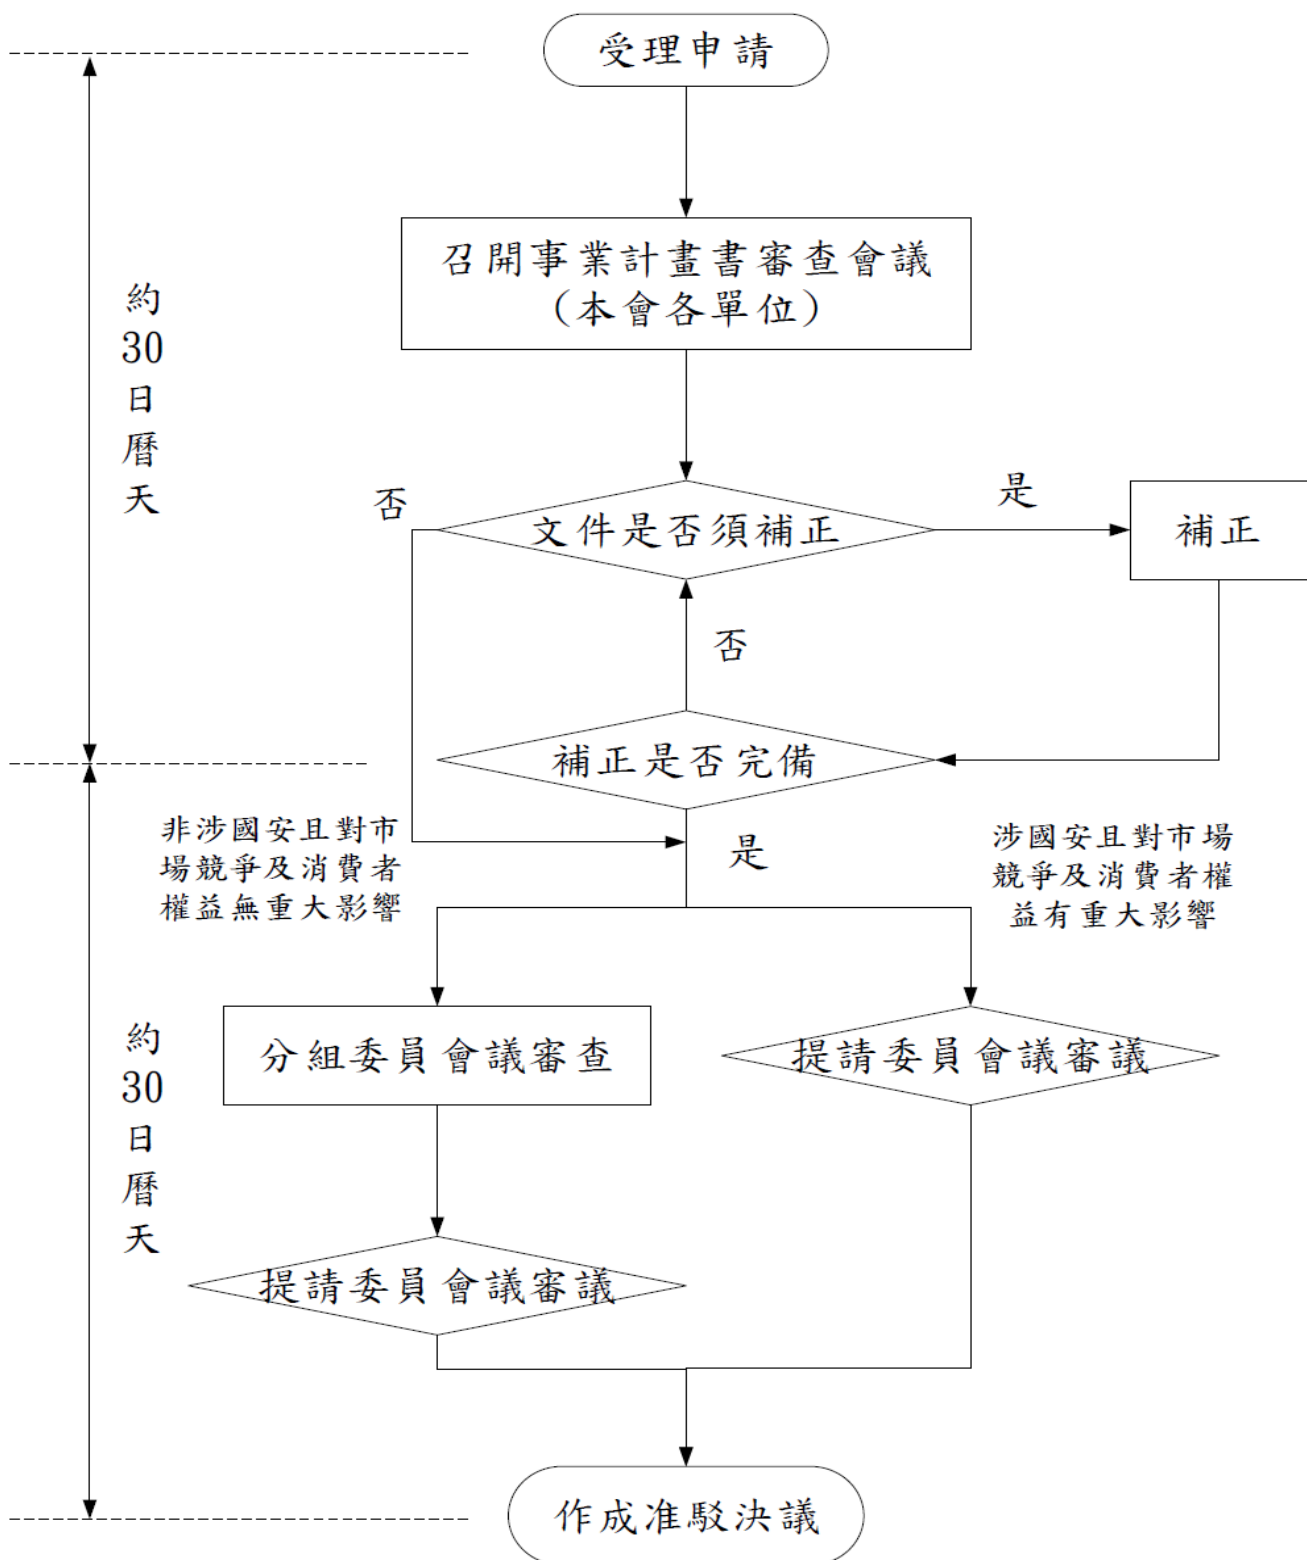 受理申請
召開事業計畫書審查會議
（本會各單位）
約
30
日
曆
天
否
文件是否須補正
是
補正
否
補正是否完備
非涉國安且對市
場競爭及消費者
權益無重大影響
是
涉國安且對市場
競爭及消費者權
益有重大影響
約
30
日
曆
天
分組委員會議審查
提請委員會議審議
提請委員會議審議
作成准駁決議